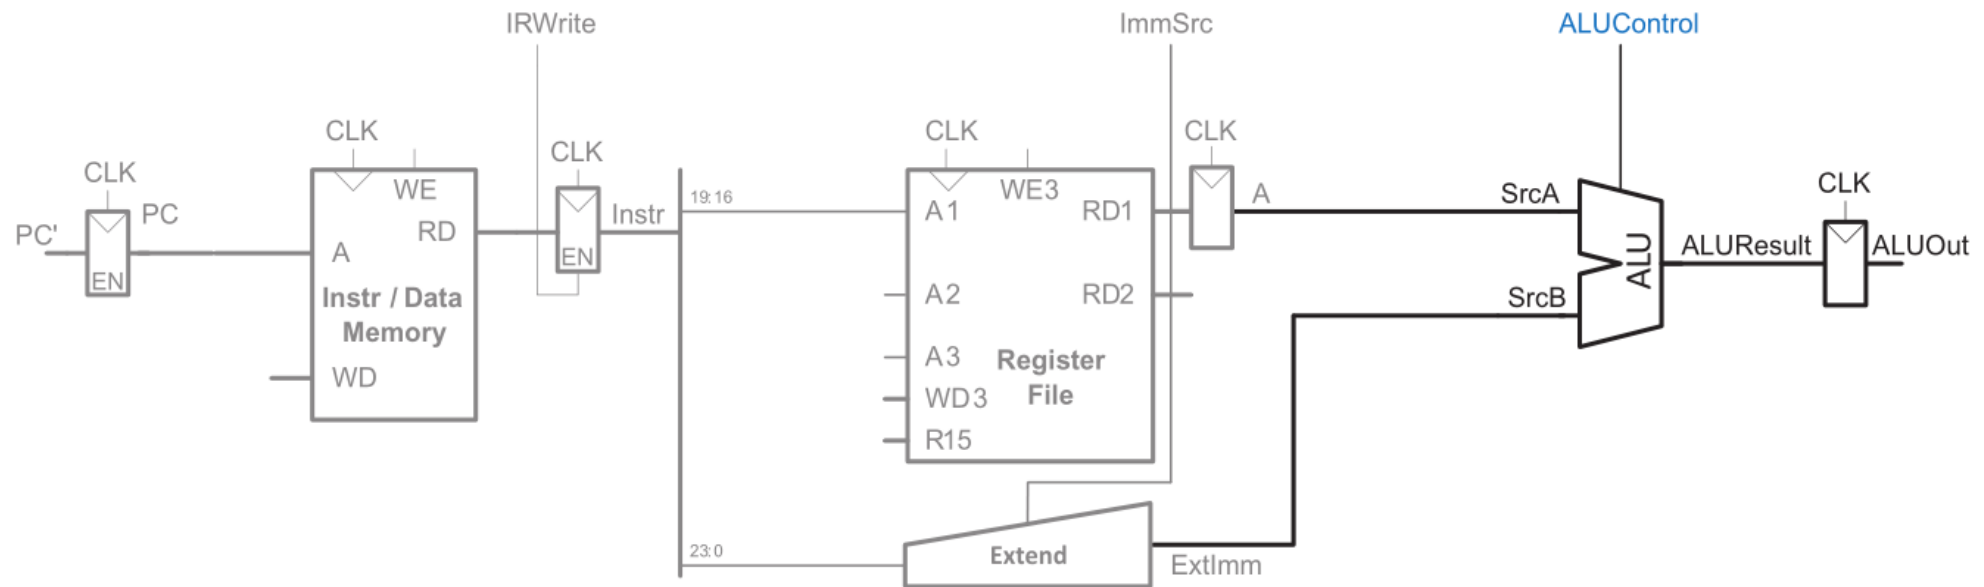 IRWrite
ImmSrc
ALUControl
CLK
CLK
CLK
CLK
CLK
CLK
PC'
PC
EN
WE
RD
A
Instr / Data
Memory
WD
EN
Instr
19:16
23:0
A1
WE3
RD1
A2
RD2
A3
Register
File
WD3
R15
Extend
ExtImm
A
SrcA
SrcB
ALU
ALUResult
ALUOut